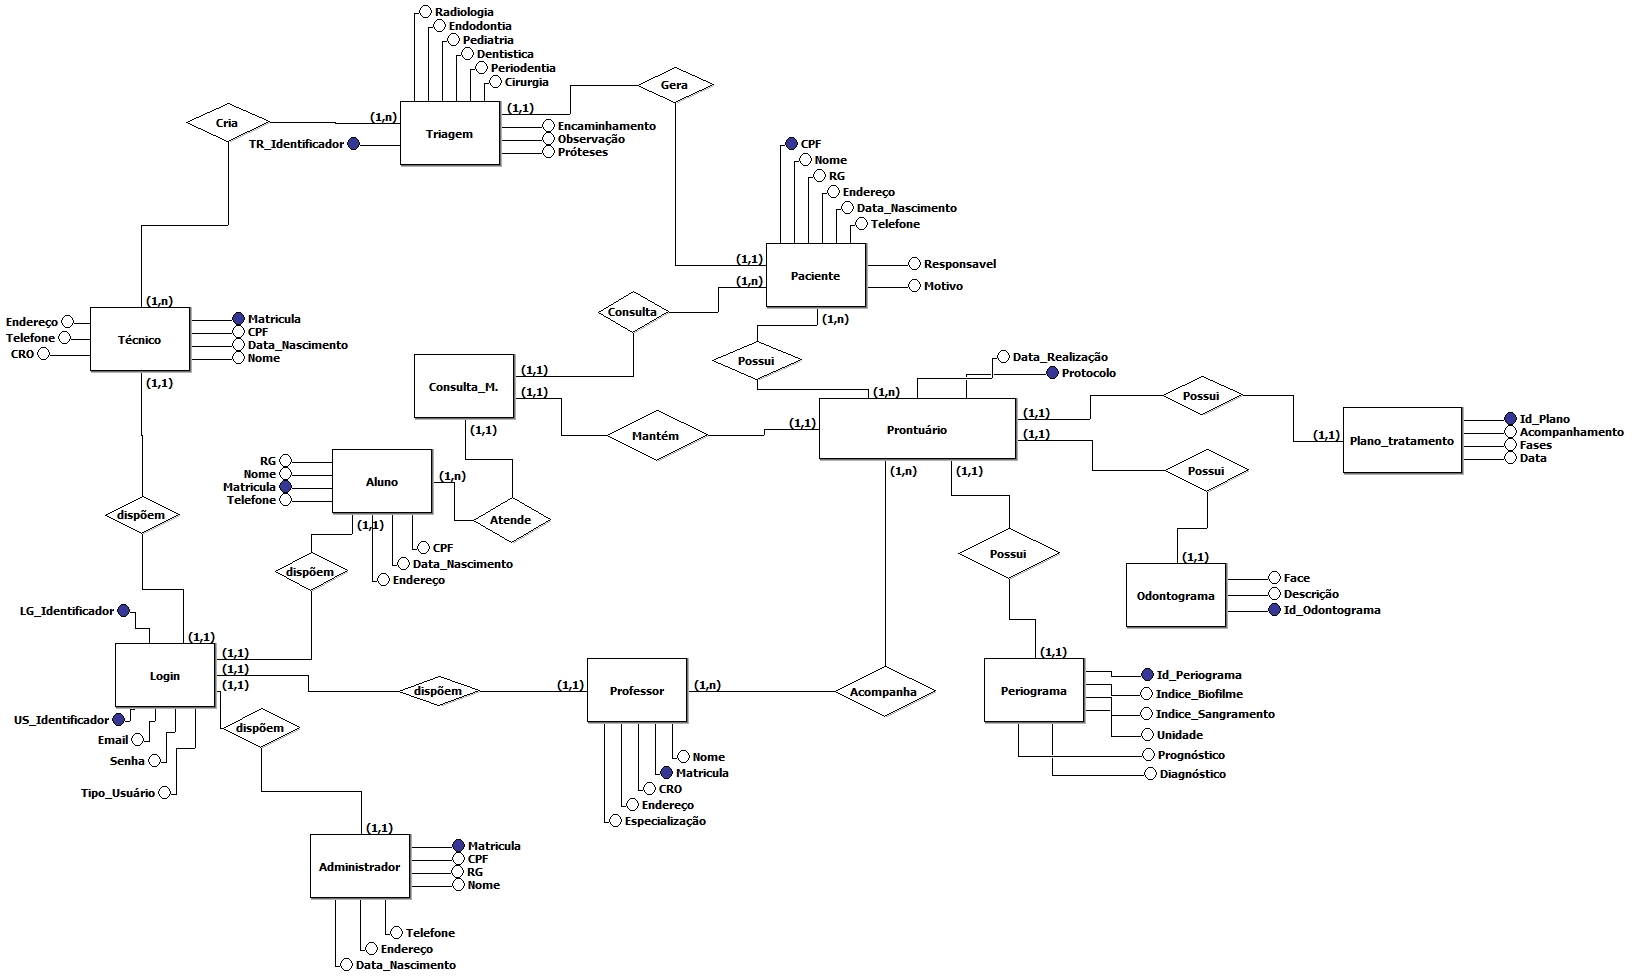 Radiologia
Endodontia
Pediatria
Dentistica
Periodentia
Cirurgia
Gera
(1,1)
(1,n)
Cria
Triagem
Encaminhamento
Observação
Próteses
TR_Identificador
CPF
Nome
RG
Endereço
Data_Nascimento
Telefone
(1,1)
Paciente
Responsavel
Motivo
(1,n)
Consulta
(1,n)
(1,n)
Endereço
Telefone
CRO
Técnico
Matricula
CPF
Data_Nascimento
Nome
(1,1)
Possui
Data_Realização
Protocolo
Consulta_M.
(1,1)
(1,1)
(1,1)
Mantém
(1,1)
(1,n)
Prontuário
(1,1)
(1,1)
Possui
(1,1)
Plano_tratamento
Id_Plano
Acompanhamento
Fases
Data
Possui
(1,n)
(1,1)
RG
Nome
Matricula
Telefone
Aluno
(1,n)
(1,1)
Atende
CPF
Data_Nascimento
Endereço
dispõem
dispõem
Possui
(1,1)
Odontograma
Face
Descrição
Id_Odontograma
LG_Identificador
(1,1)
(1,1)
(1,1)
(1,1)
Login
US_Identificador
Email
Senha
Tipo_Usuário
dispõem
dispõem
(1,1)
Professor
(1,n)
Acompanha
(1,1)
Periograma
Id_Periograma
Indice_Biofilme
Indice_Sangramento
Unidade
Prognóstico
Diagnóstico
Nome
Matricula
CRO
Endereço
Especialização
(1,1)
Administrador
Matricula
CPF
RG
Nome
Telefone
Endereço
Data_Nascimento